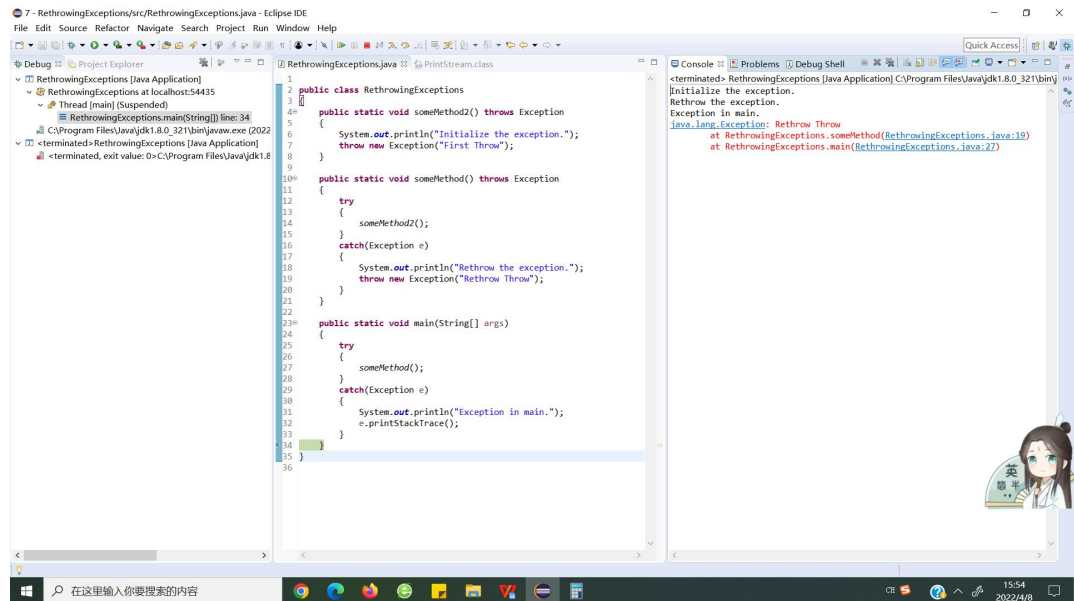 7 - RethrowingExceptions/src/RethrowingExceptions.java - Eclipse IDE
File Edit Source Refactor Navigate Search Project Run Window Help
Quick Access
Debug Project Explorer
RethrowingExceptions [Java Application]
RethrowingExceptions at localhost:54435
Thread [main] (Suspended)
RethrowingExceptions.main(String[]) line: 34
C:\Program Files\Java\jdk1.8.0_321\bin\javaw.exe (2022
<terminated>RethrowingExceptions [Java Application]
<terminated, exit value: 0>C:\Program Files\Java\jdk1.8
RethrowingExceptions.java PrintStream.class
1
2 public class RethrowingExceptions
3 {
4 public static void someMethod2() throws Exception
5 {
6 System.out.println("Initialize the exception.");
7 throw new Exception("First Throw");
8 }
9
10 public static void someMethod() throws Exception
11 {
12 try
13 {
14 someMethod2();
15 }
16 catch(Exception e)
17 {
18 System.out.println("Rethrow the exception.");
19 throw new Exception("Rethrow Throw");
20 }
21 }
22
23 public static void main(String[] args)
24 {
25 try
26 {
27 someMethod();
28 }
29 catch(Exception e)
30 {
31 System.out.println("Exception in main.");
32 e.printStackTrace();
33 }
34 }
35 }
36
Console Problems Debug Shell
<terminated> RethrowingExceptions [Java Application] C:\Program Files\Java\jdk1.8.0_321\bin\j
Initialize the exception.
Rethrow the exception.
Exception in main.
java.lang.Exception: Rethrow Throw
at RethrowingExceptions.someMethod(RethrowingExceptions.java:19)
at RethrowingExceptions.main(RethrowingExceptions.java:27)
英
简 半
在这里输入你要搜索的内容
CH
15:54
2022/4/8